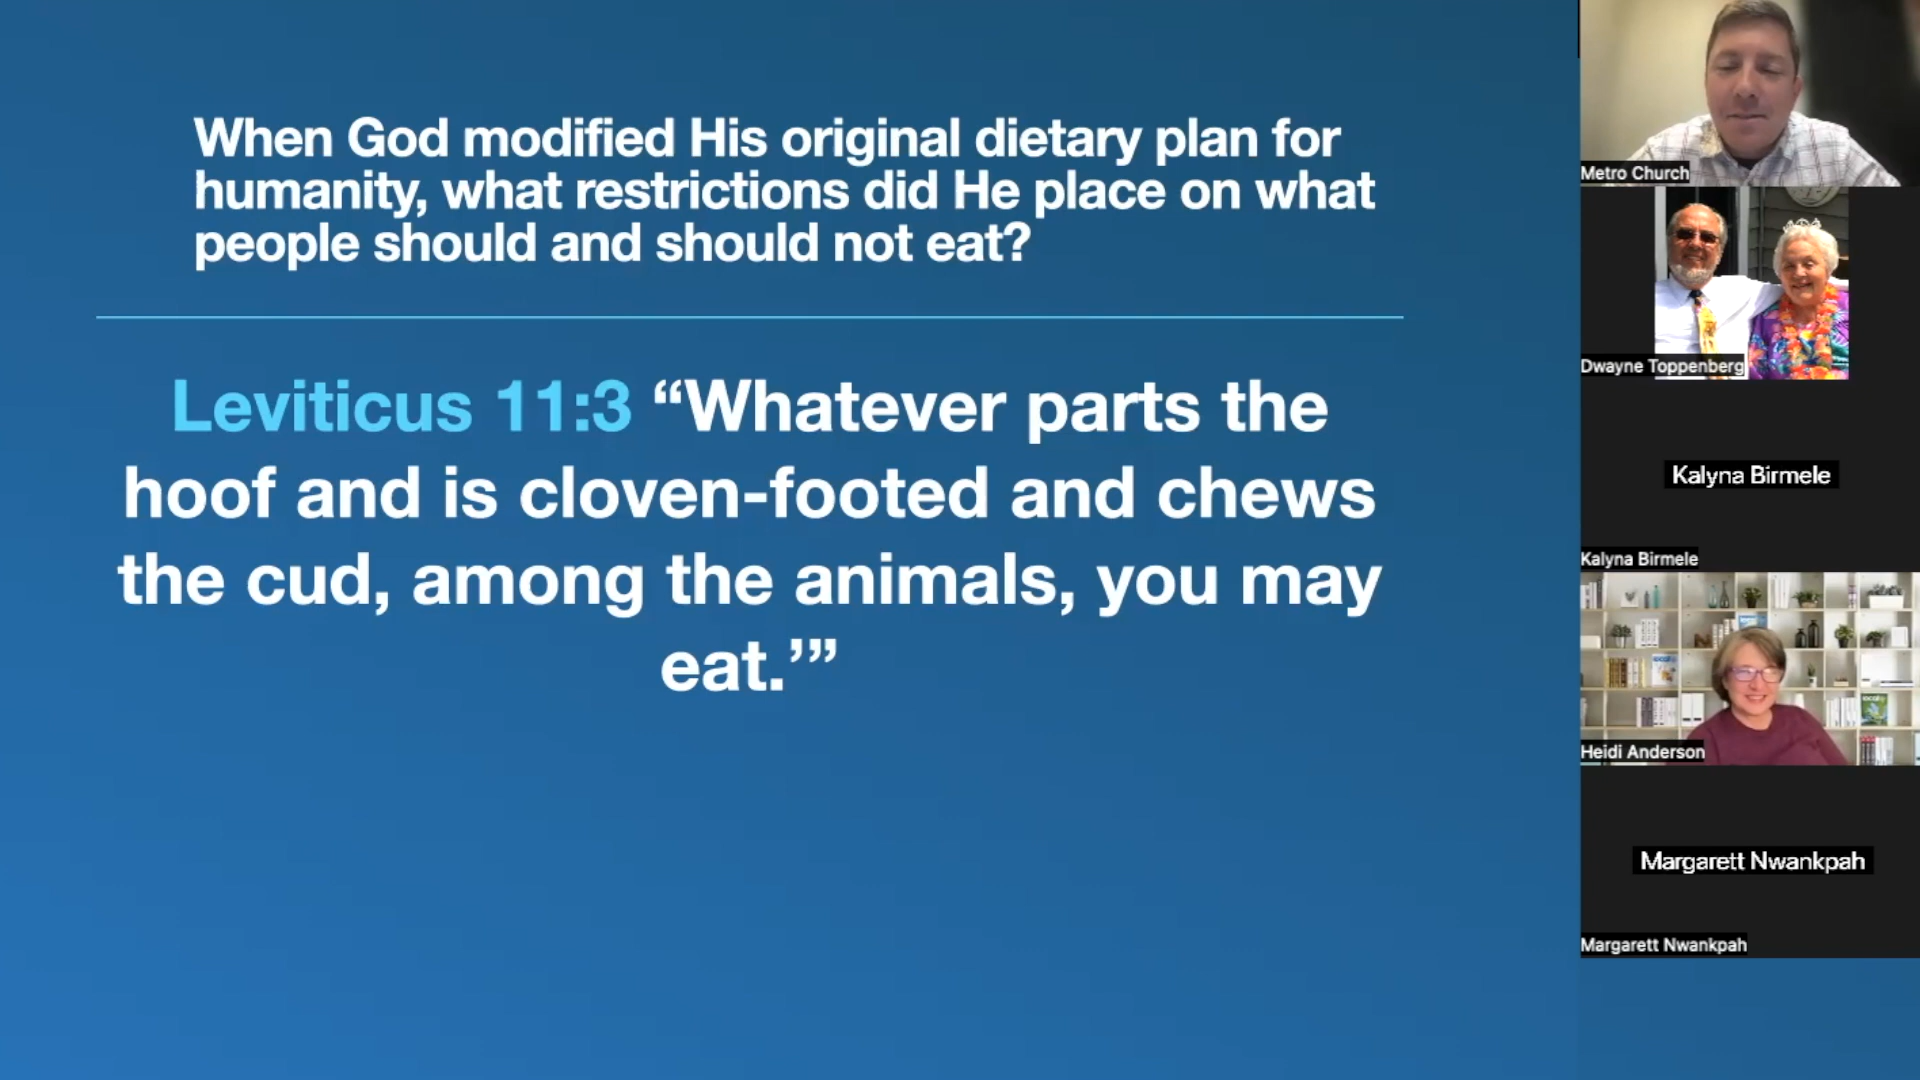 When God modified His original dietary plan for
humanity, what restrictions did He place on what
people should and should not eat?
Leviticus 11:3 “Whatever parts the
hoof and is cloven-footed and chews
the cud, among the animals, you may
eat.’”
Metro Church
Dwayne Toppenberg
Kalyna Birmele
Kalyna Birmele
Heidi Anderson
Margarett Nwankpah
Margarett Nwankpah